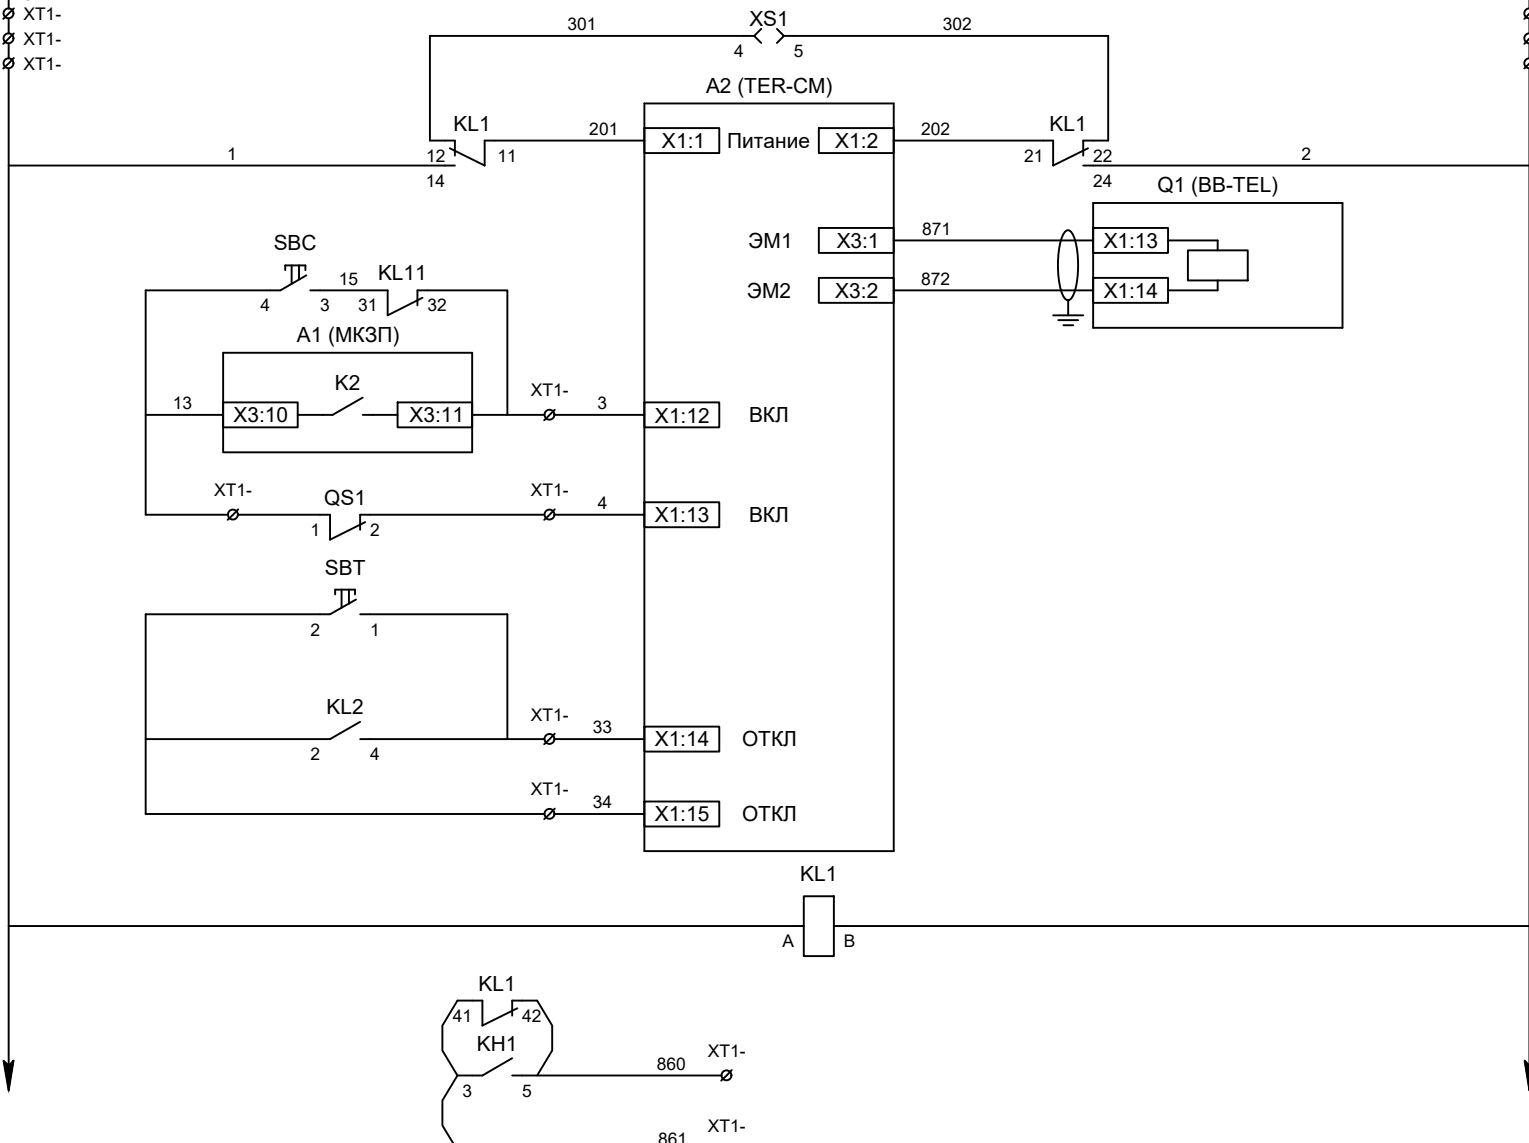 XT1-
XT1-
XT1-
301
XS1
302
4
5
A2 (TER-CM)
KL1
201
X1:1
Питание
X1:2
202
KL1
1
12
11
21
22
2
14
24
Q1 (BB-TEL)
ЭМ1
X3:1
871
X1:13
SBC
15
KL11
ЭМ2
X3:2
872
X1:14
4
3
31
32
A1 (МКЗП)
K2
XT1-
13
X3:10
X3:11
3
X1:12
ВКЛ
XT1-
QS1
XT1-
4
X1:13
ВКЛ
1
2
SBT
2
1
KL2
XT1-
33
X1:14
ОТКЛ
2
4
XT1-
34
X1:15
ОТКЛ
KL1
A
B
KL1
41
42
KH1
860
XT1-
3
5
861
XT1-